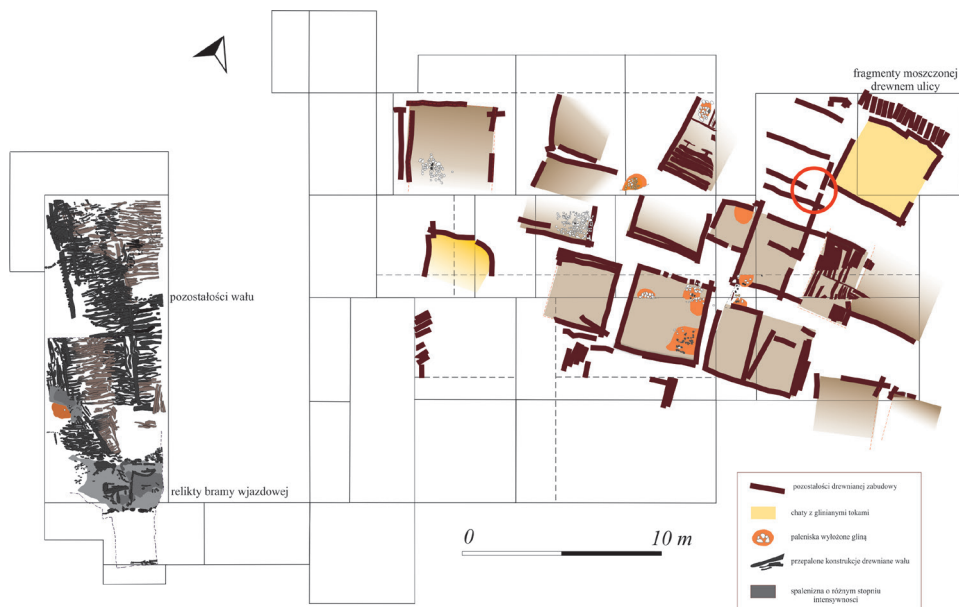 fragmenty moszczonej
drewnem ulicy
pozostałości wału
relikty bramy wjazdowej
0 10 m
pozostałości drewnianej zabudowy
chaty z glinianymi tokami
paleniska wyłożone gliną
przepalone konstrukcje drewniane wału
spalenizna o różnym stopniu
intensywnosci